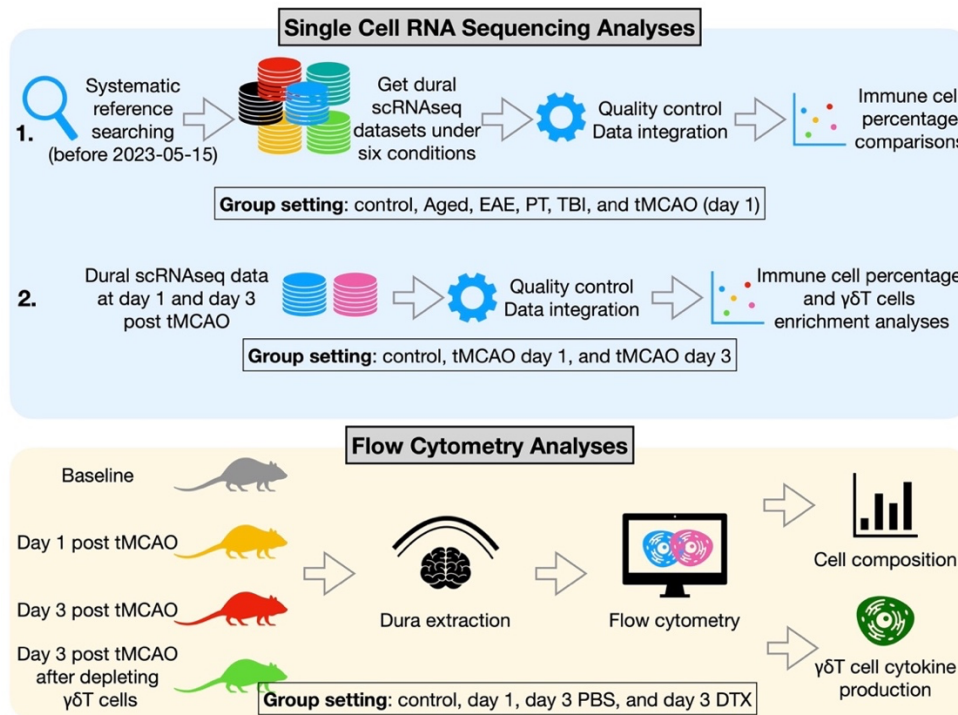 Single Cell RNA Sequencing Analyses
1.
Systematic
reference
searching
(before 2023-05-15)
Get dural
scRNAseq
datasets under
six conditions
Quality control
Data integration
Immune cell
percentage
comparisons
Group setting: control, Aged, EAE, PT, TBI, and tMCAO (day 1)
2.
Dural scRNAseq data
at day 1 and day 3
post tMCAO
Quality control
Data integration
Immune cell percentage
and γδT cells
enrichment analyses
Group setting: control, tMCAO day 1, and tMCAO day 3
Flow Cytometry Analyses
Baseline
Day 1 post tMCAO
Day 3 post tMCAO
Day 3 post tMCAO
after depleting
γδT cells
Dura extraction
Flow cytometry
Cell composition
γδT cell cytokine
production
Group setting: control, day 1, day 3 PBS, and day 3 DTX